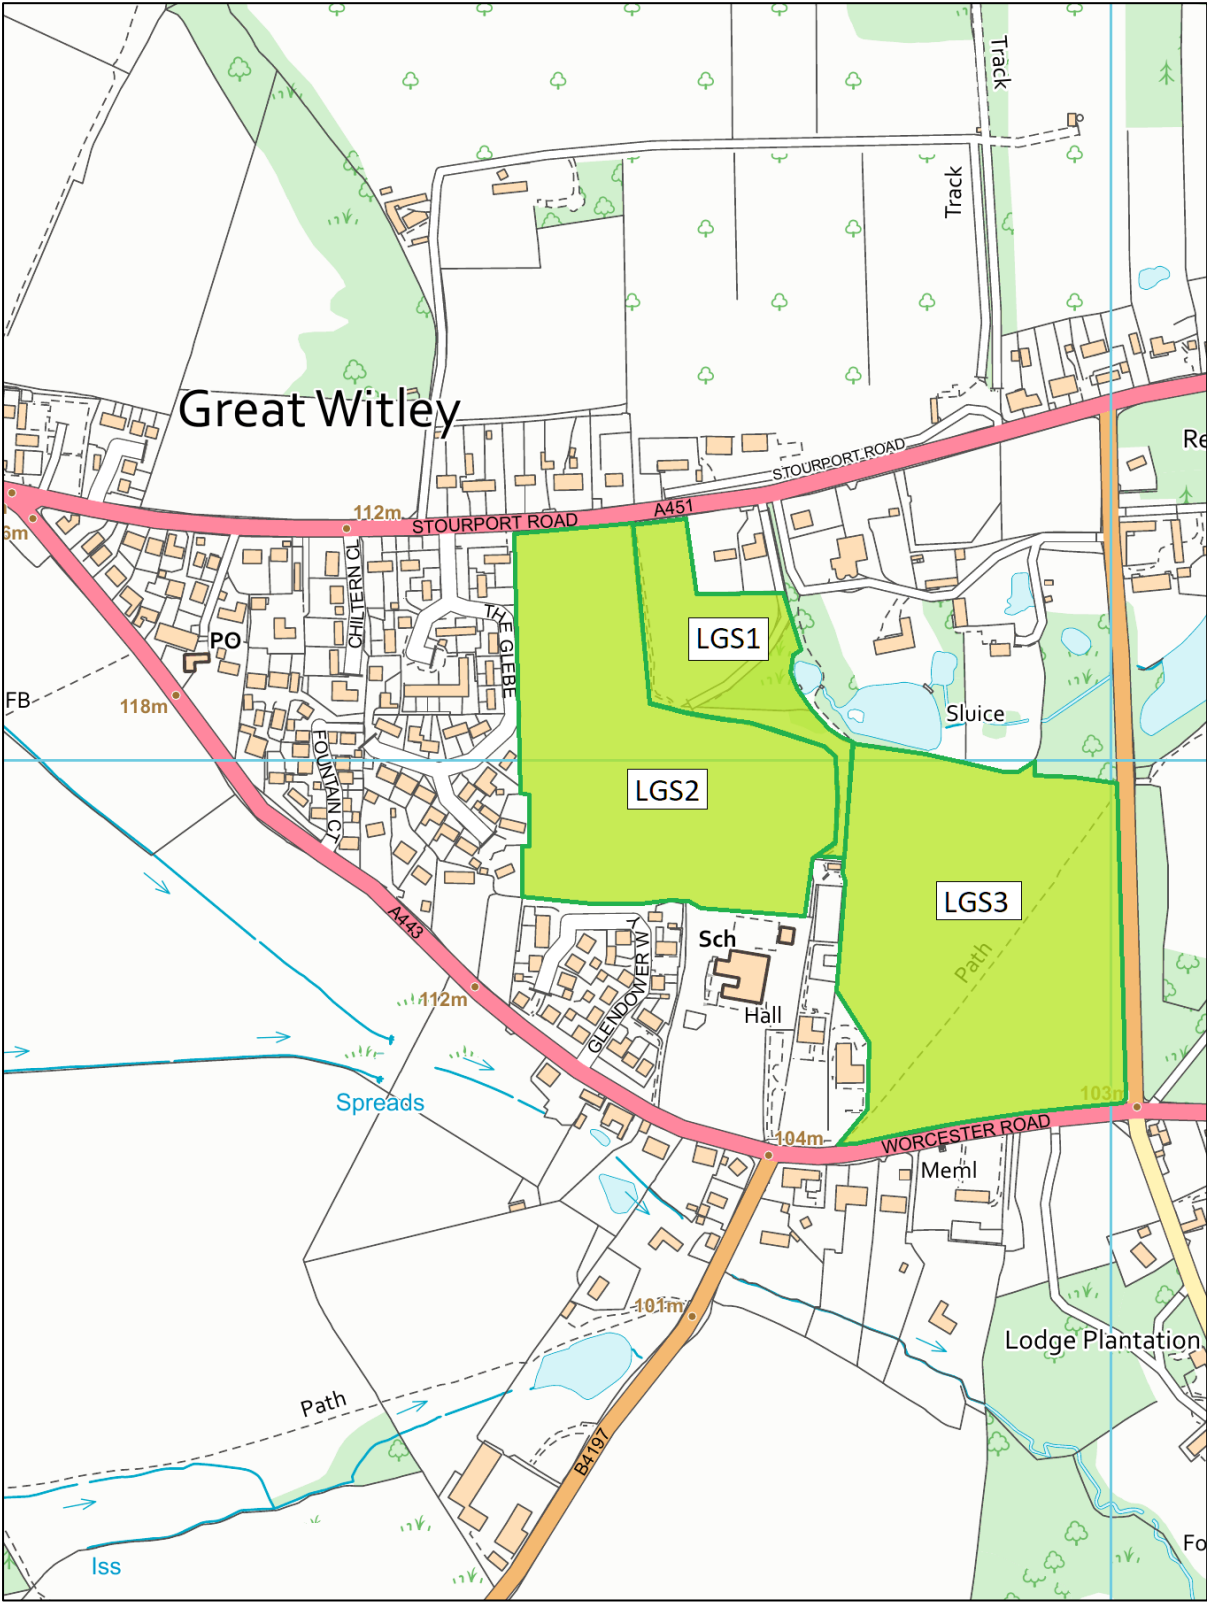 Track
Track
Great Witley
Re
STOURPORT ROAD
A451
112m
STOURPORT ROAD
6m
CHILTERN CL
THE GLEBE
LGS1
PO
FB
118m
Sluice
FOUNTAIN CT
LGS2
LGS3
A443
Sch
Path
112m
GLENDOWER WY
Hall
Spreads
103m
104m
WORCESTER ROAD
Meml
101m
Lodge Plantation
Path
B4197
Fo
Iss